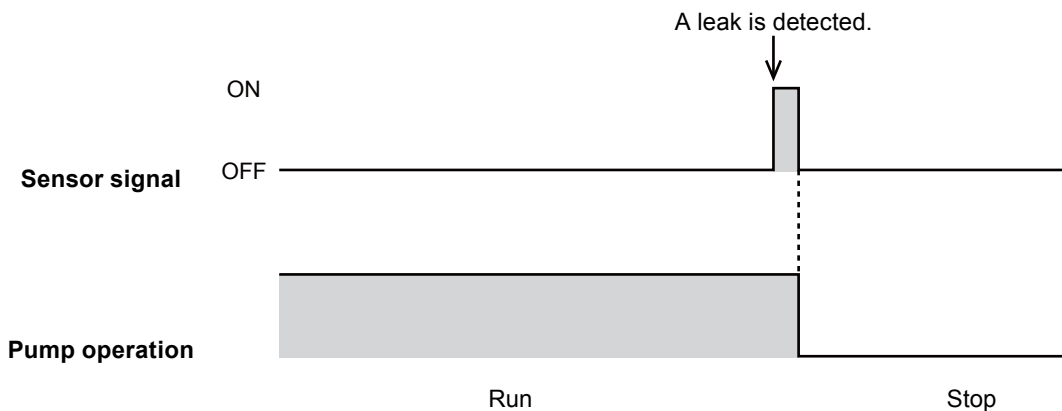 A leak is detected.
ON
OFF
Sensor signal
Pump operation
Run
Stop